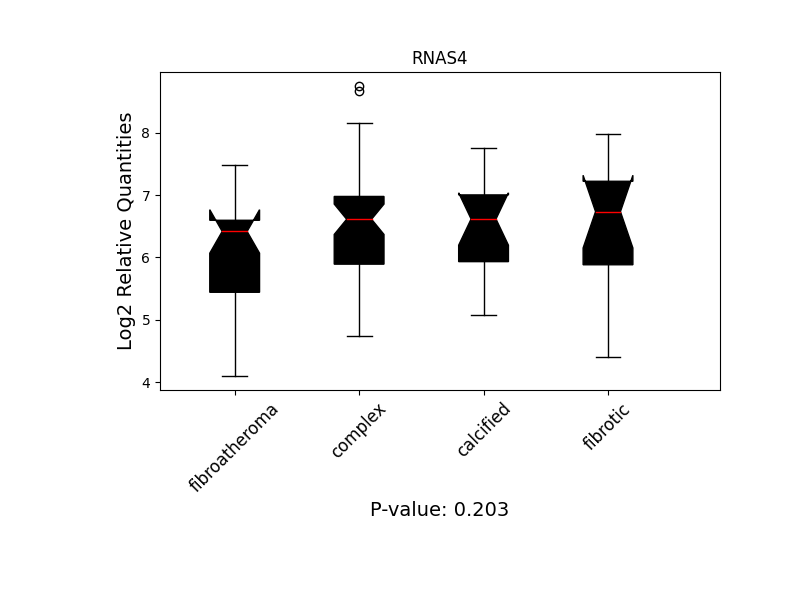 RNAS4
Log2 Relative Quantities
8
7
6
5
4
fibroatheroma
complex
calcified
fibrotic
P-value: 0.203